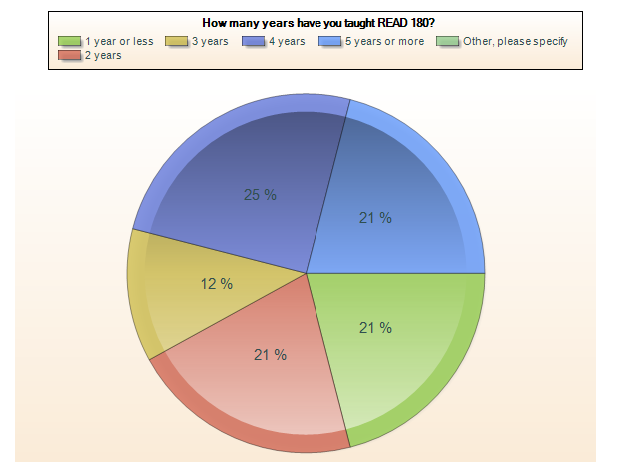 How many years have you taught READ 180?
1 year or less 3 years 4 years 5 years or more Other, please specify
2 years
25 %
21 %
12 %
21 %
21 %